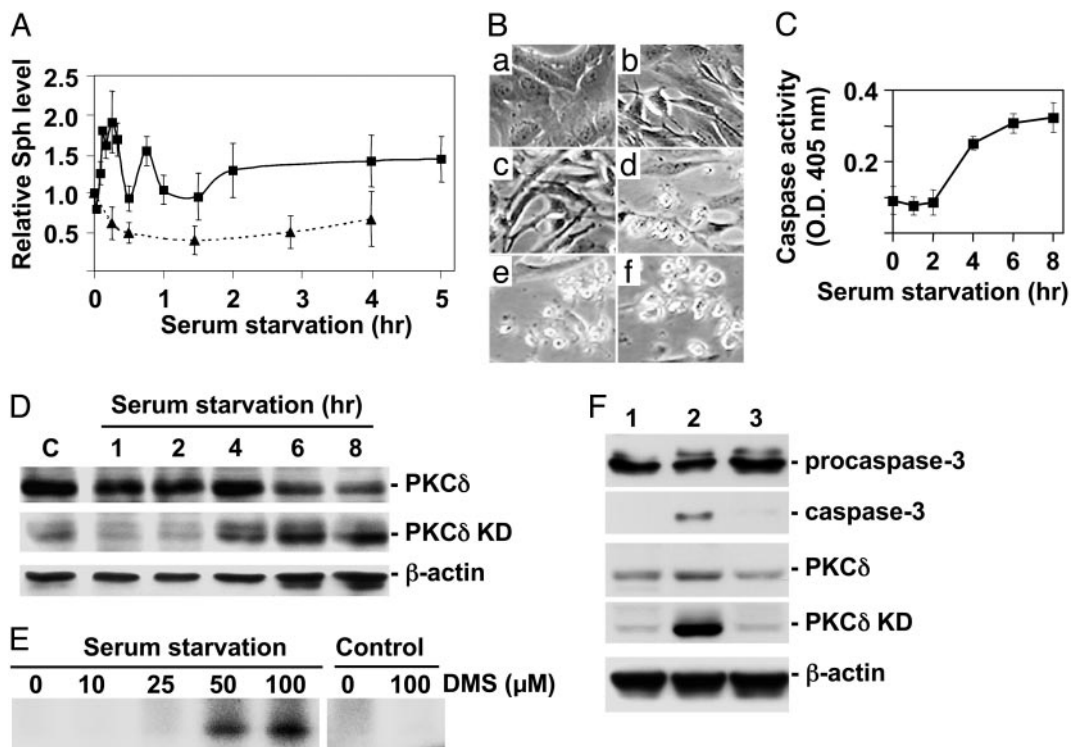 A
Relative Sph level
2.5
2.0
1.5
1.0
0.5
0 1 2 3 4 5
Serum starvation (hr)
B
a b
c d
e f
C
Caspase activity
(O.D. 405 nm)
0.4
0.2
0 2 4 6 8
Serum starvation (hr)
D
Serum starvation (hr)
C 1 2 4 6 8
- PKCδ
- PKCδ KD
- β-actin
E
Serum starvation Control
0 10 25 50 100 0 100 DMS (μM)
F
1 2 3
- procaspase-3
- caspase-3
- PKCδ
- PKCδ KD
- β-actin